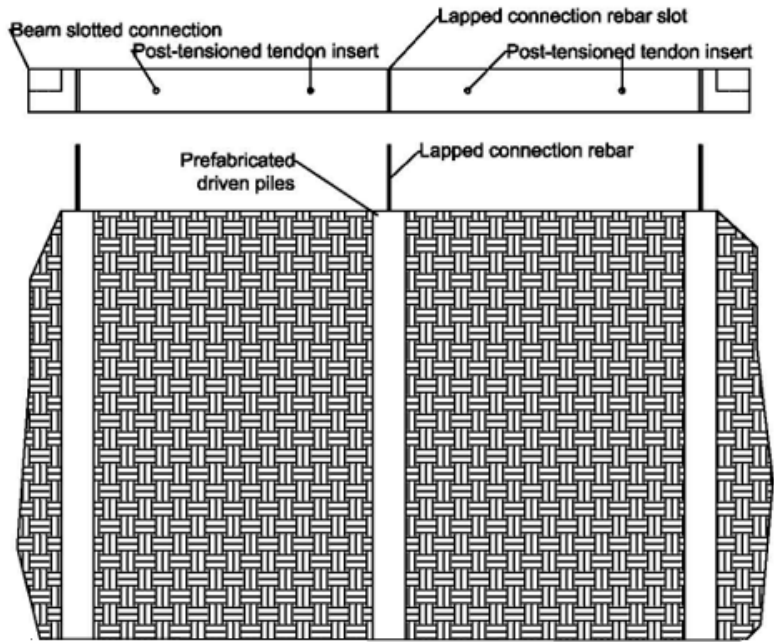 Beam slotted connection
Lapped connection rebar slot
Post-tensioned tendon insert
Post-tensioned tendon insert
Prefabricated
driven piles
Lapped connection rebar